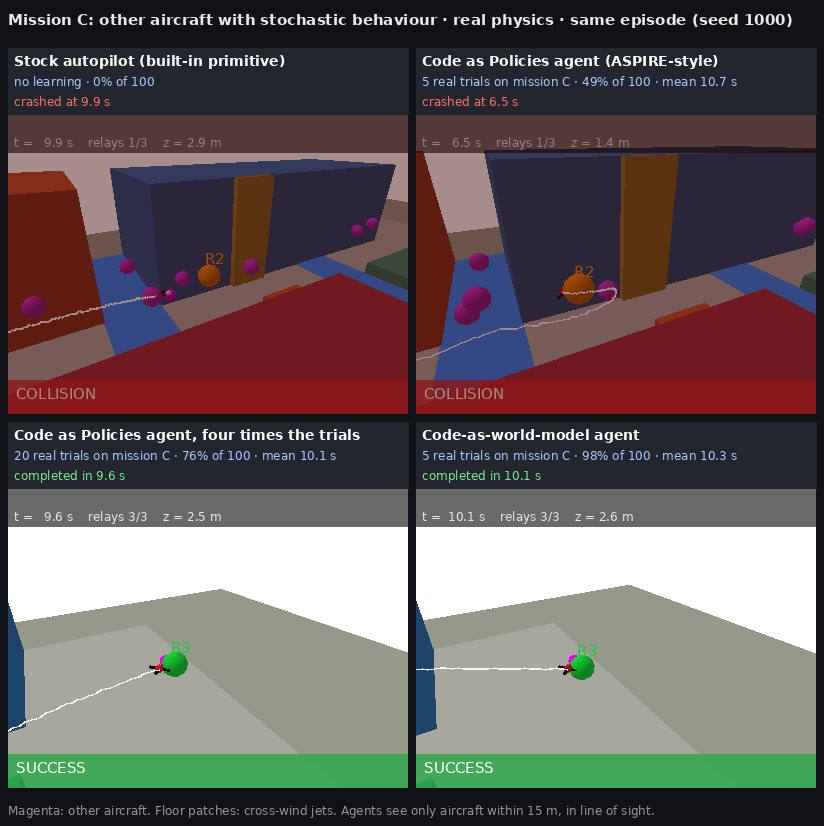 Mission C: other aircraft with stochastic behaviour · real physics · same episode (seed 1000)
Stock autopilot (built-in primitive)
no learning · 0% of 100
crashed at 9.9 s
t = 9.9 s relays 1/3 z = 2.9 m
R2
COLLISION
Code as Policies agent (ASPIRE-style)
5 real trials on mission C · 49% of 100 · mean 10.7 s
crashed at 6.5 s
t = 6.5 s relays 1/3 z = 1.4 m
R2
COLLISION
Code as Policies agent, four times the trials
20 real trials on mission C · 76% of 100 · mean 10.1 s
completed in 9.6 s
t = 9.6 s relays 3/3 z = 2.5 m
R3
SUCCESS
Code-as-world-model agent
5 real trials on mission C · 98% of 100 · mean 10.3 s
completed in 10.1 s
t = 10.1 s relays 3/3 z = 2.6 m
R3
SUCCESS
Magenta: other aircraft. Floor patches: cross-wind jets. Agents see only aircraft within 15 m, in line of sight.